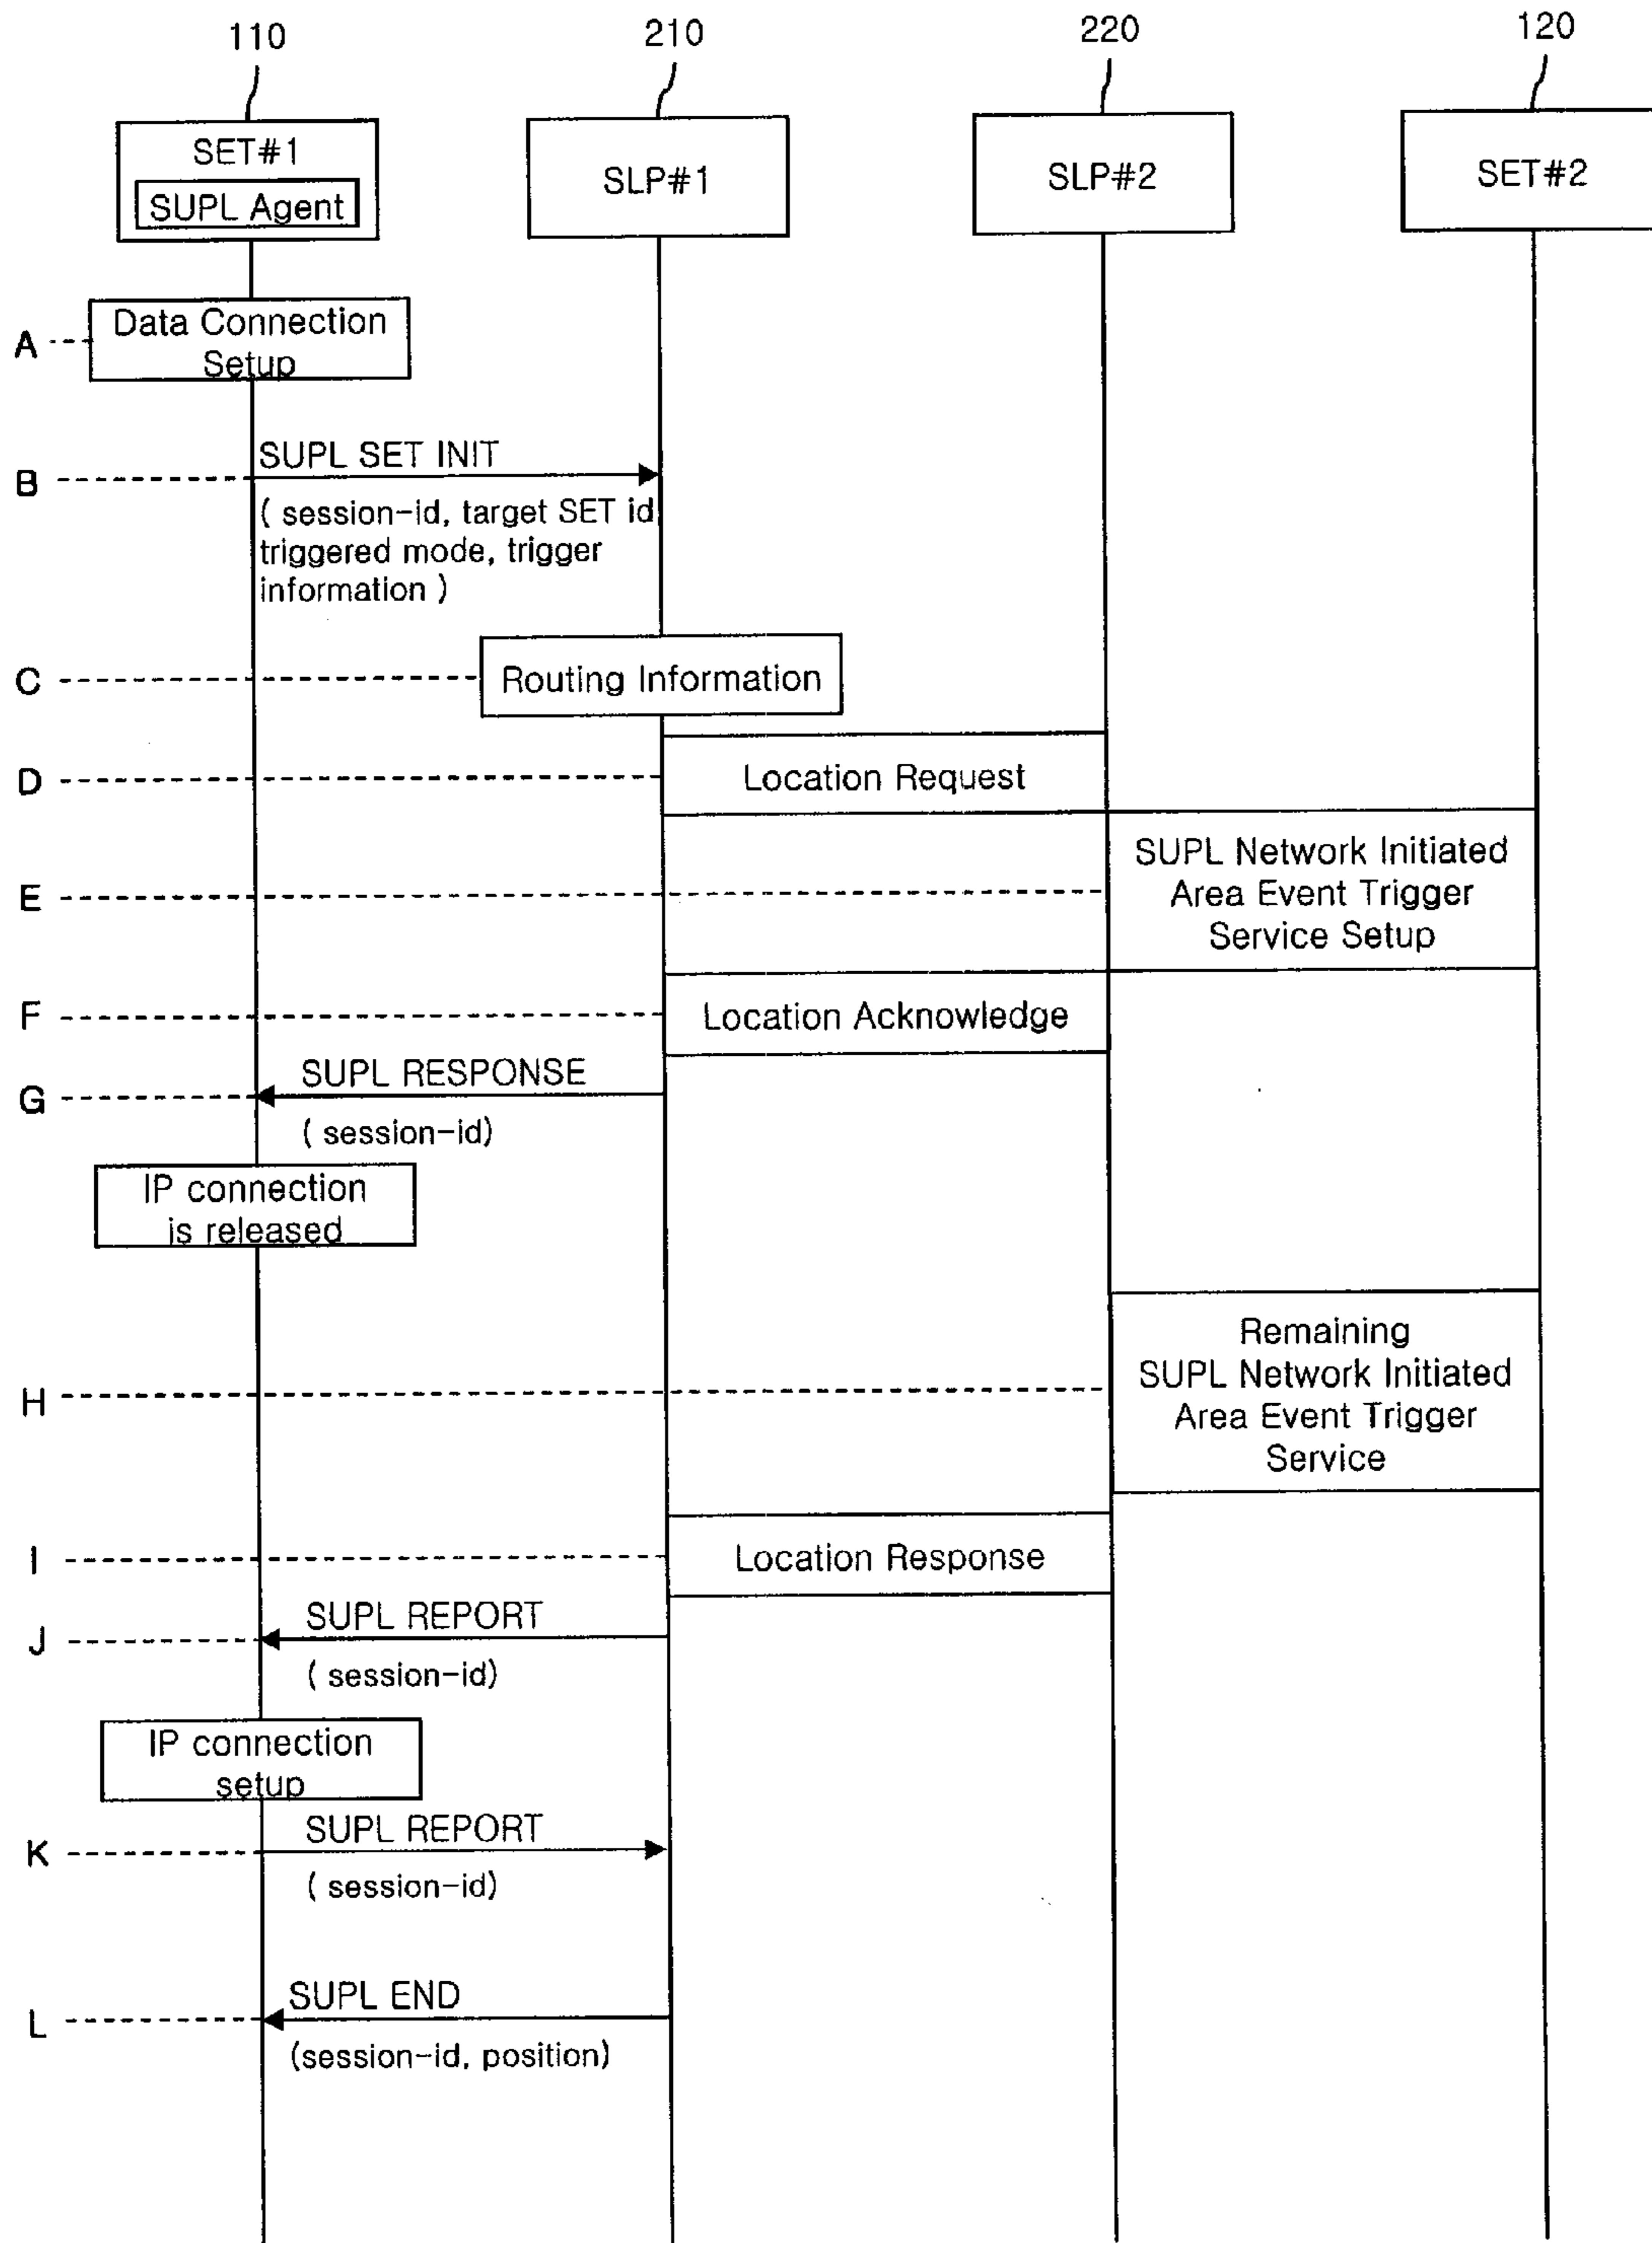 110
210
220
120
SET#1
SUPL Agent
SLP#1
SLP#2
SET#2
A
Data Connection
Setup
B
SUPL SET INIT
( session-id, target SET id
triggered mode, trigger
information )
C
Routing Information
D
Location Request
E
SUPL Network Initiated
Area Event Trigger
Service Setup
F
Location Acknowledge
G
SUPL RESPONSE
( session-id)
IP connection
is released
H
Remaining
SUPL Network Initiated
Area Event Trigger
Service
I
Location Response
J
SUPL REPORT
( session-id)
IP connection
setup
K
SUPL REPORT
( session-id)
L
SUPL END
(session-id, position)